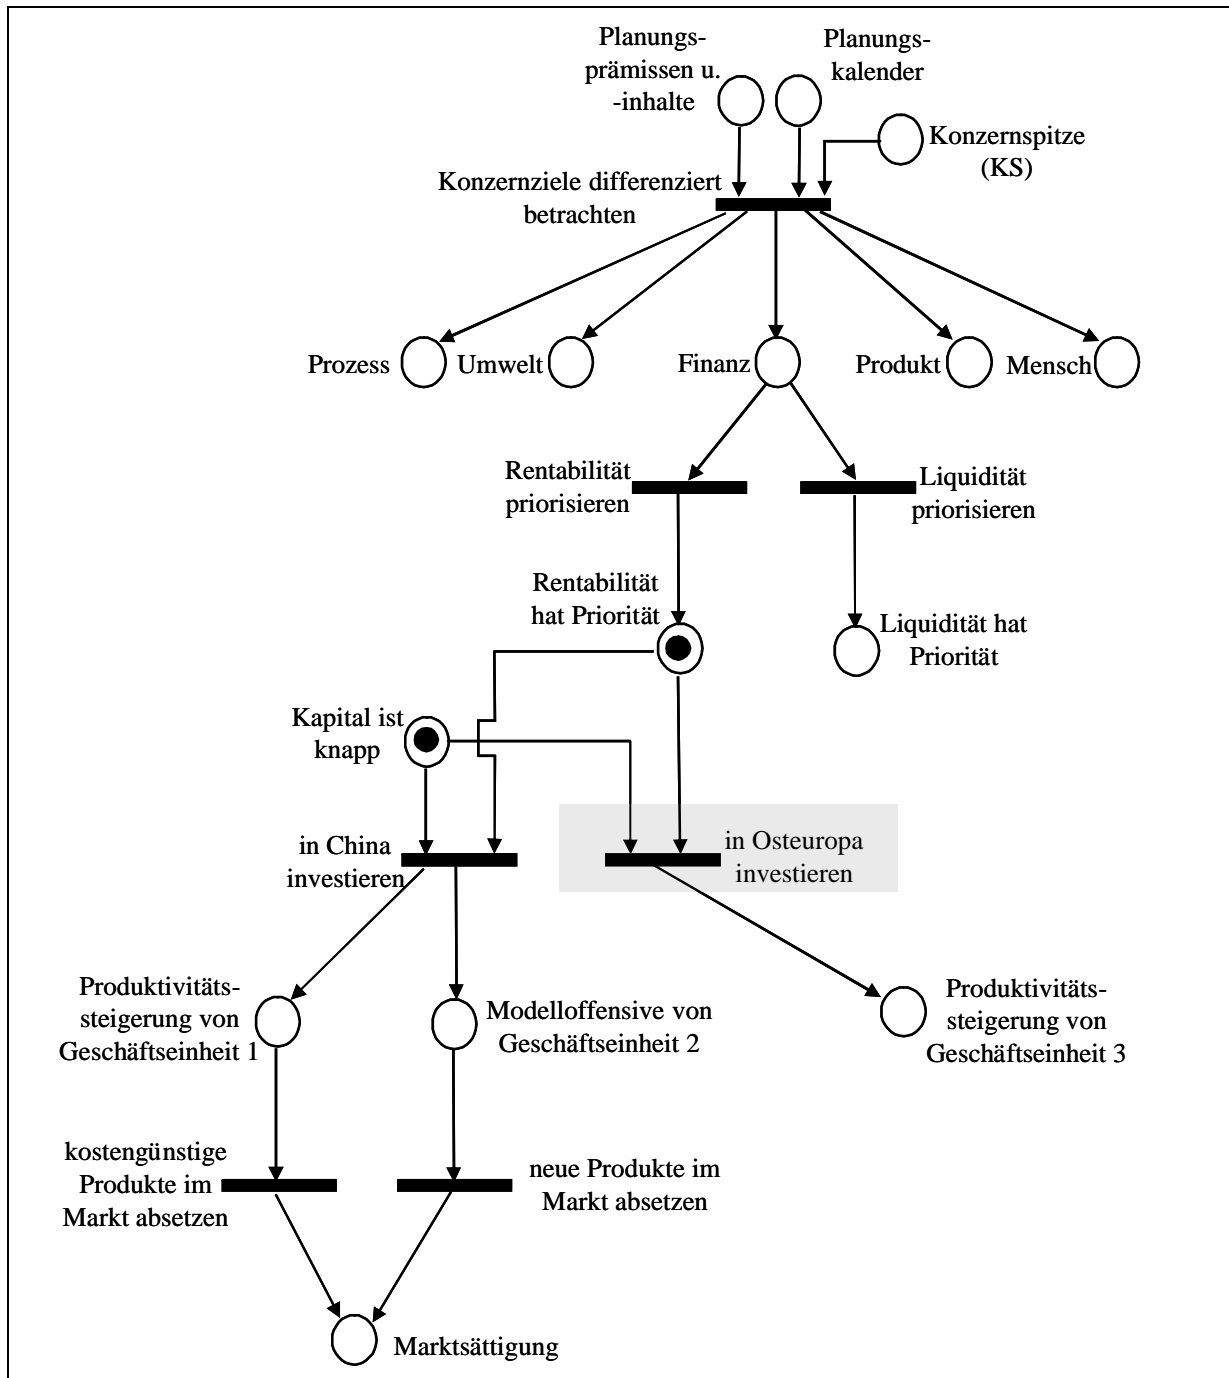 Planungs-
prämissen u.
-inhalte
Planungs-
kalender
Konzernspitze
(KS)
Konzernziele differenziert
betrachten
Prozess
Umwelt
Finanz
Produkt
Mensch
Rentabilität
priorisieren
Liquidität
priorisieren
Rentabilität
hat Priorität
Liquidität hat
Priorität
Kapital ist
knapp
in China
investieren
in Osteuropa
investieren
Produktivitäts-
steigerung von
Geschäftseinheit 1
Modelloffensive von
Geschäftseinheit 2
Produktivitäts-
steigerung von
Geschäftseinheit 3
kostengünstige
Produkte im
Markt absetzen
neue Produkte im
Markt absetzen
Marktsättigung